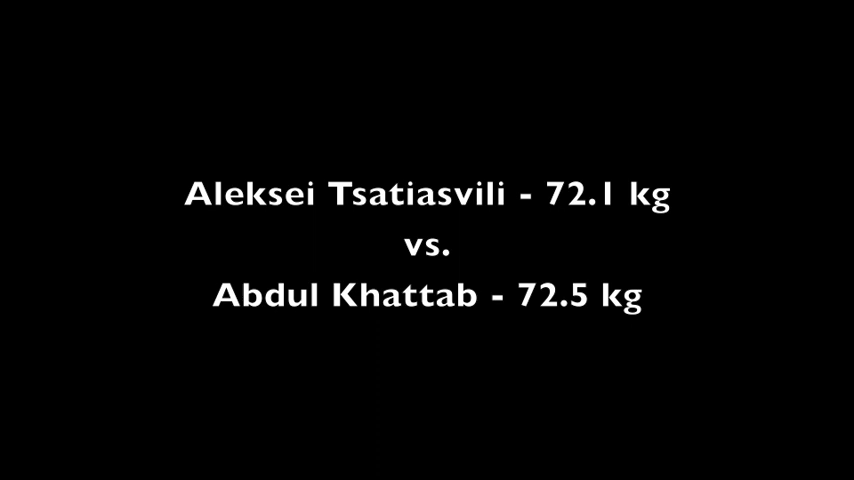 Aleksei Tsatiasvili - 72.1 kg
vs.
Abdul Khattab - 72.5 kg